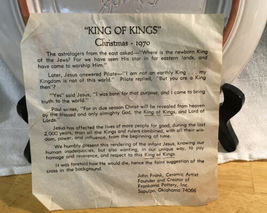 "KING OF KINGS"
Christmas - 1970
The astrologers from the east asked—"Where is the newborn King
of the Jews? For we have seen His star in far eastern lands, and
have come to worship Him."
Later, Jesus answered Pilate—"I am not an earthly King . . my
Kingdom is not of this world." Pilate replied, "But you are a King
then"?
"Yes" said Jesus, "I was born for that purpose, and I came to bring
truth to the world."
Paul writes, "For in due season Christ will be revealed from heaven
by the blessed and only almighty God, the King of Kings, and Lord of
Lords.
Jesus has affected the lives of more people for good, during the last
2,000 years, than all the Kings and rulers combined, with all their wis-
dom, power, and influence, from the beginning of time.
We humbly present this rendering of the infant Jesus, knowing our
human inadequacies, but also wanting, in our unique way, to pay
homage and reverence, and respect to this King of Kings.
It was foretold how He would die, hence the faint suggestion of the
cross in the background.
John Frank, Ceramic Artist
Founder and Creator of
Frankoma Pottery, Inc.
Sapulpa, Oklahoma 74066